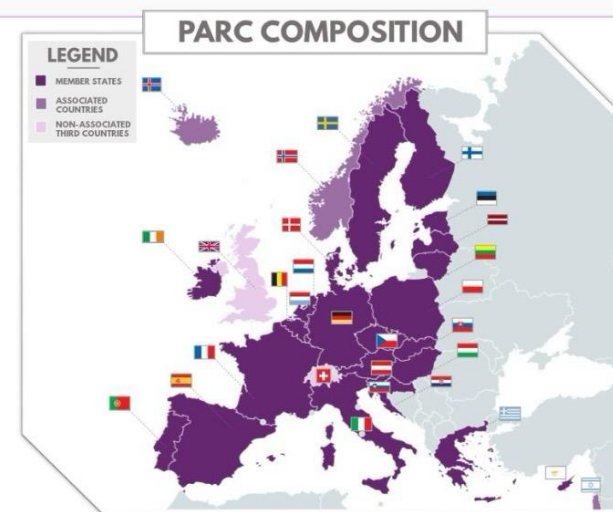 PARC COMPOSITION
LEGEND
MEMBER STATES
ASSOCIATED
COUNTRIES
NON-ASSOCIATED
THIRD COUNTRIES